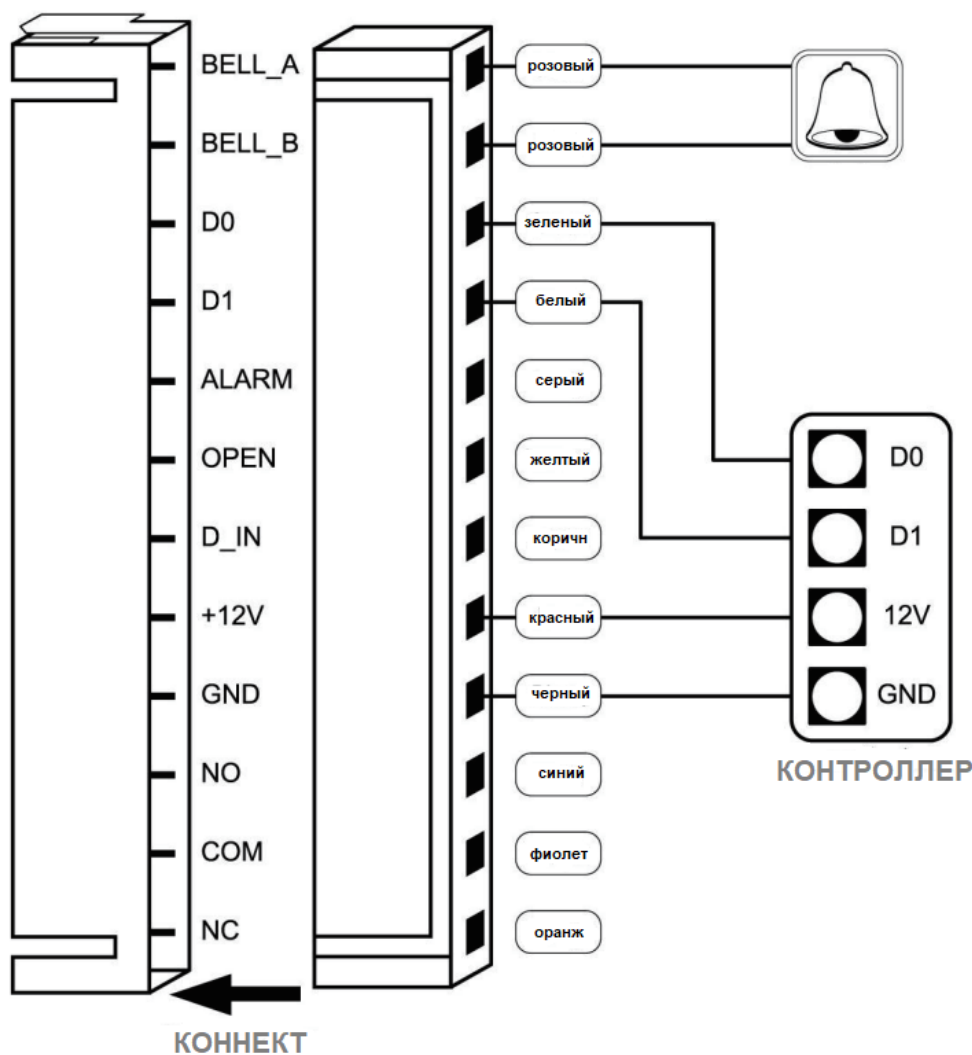 BELL_A
розовый
BELL_B
розовый
D0
зеленый
D1
белый
ALARM
серый
OPEN
желтый
D0
D_IN
коричн
D1
+12V
красный
12V
GND
черный
GND
NO
синий
КОНТРОЛЛЕР
COM
фиолет
NC
оранж
КОННЕКТ